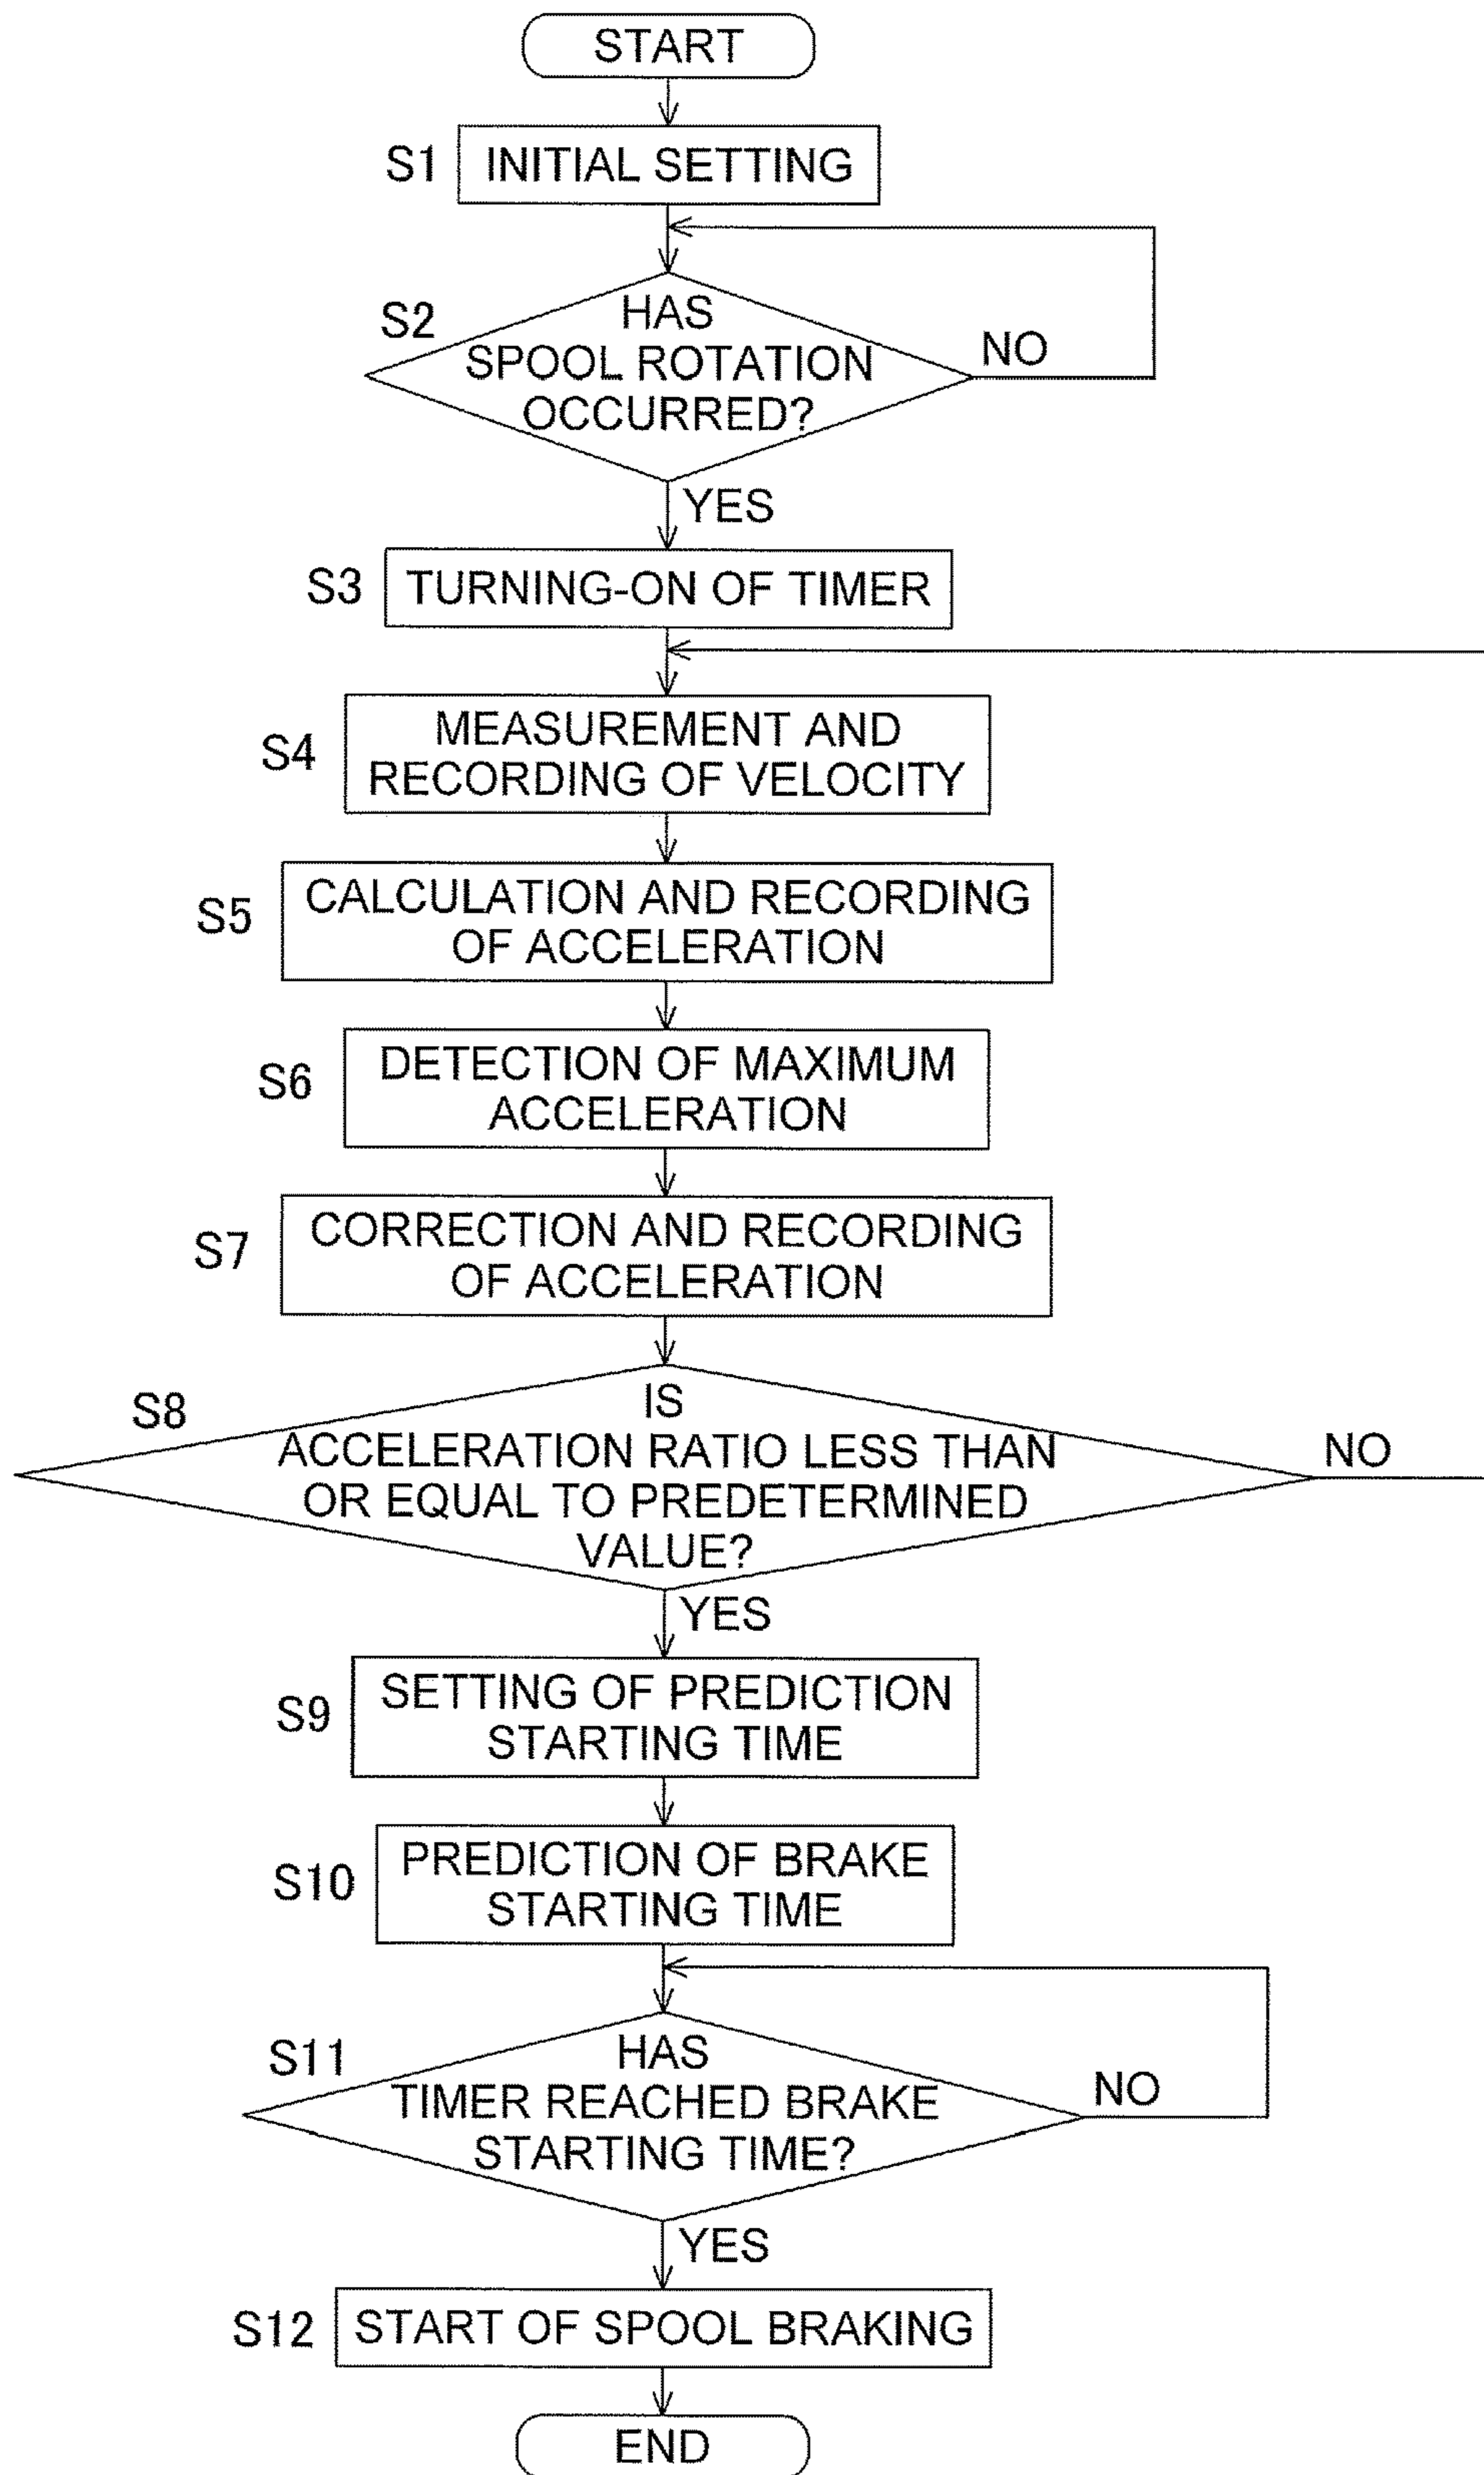 START
S1
INITIAL SETTING
S2
HAS
SPOOL ROTATION
OCCURRED?
NO
YES
S3
TURNING-ON OF TIMER
S4
MEASUREMENT AND
RECORDING OF VELOCITY
S5
CALCULATION AND RECORDING
OF ACCELERATION
S6
DETECTION OF MAXIMUM
ACCELERATION
S7
CORRECTION AND RECORDING
OF ACCELERATION
S8
IS
ACCELERATION RATIO LESS THAN
OR EQUAL TO PREDETERMINED
VALUE?
NO
YES
S9
SETTING OF PREDICTION
STARTING TIME
S10
PREDICTION OF BRAKE
STARTING TIME
S11
HAS
TIMER REACHED BRAKE
STARTING TIME?
NO
YES
S12
START OF SPOOL BRAKING
END